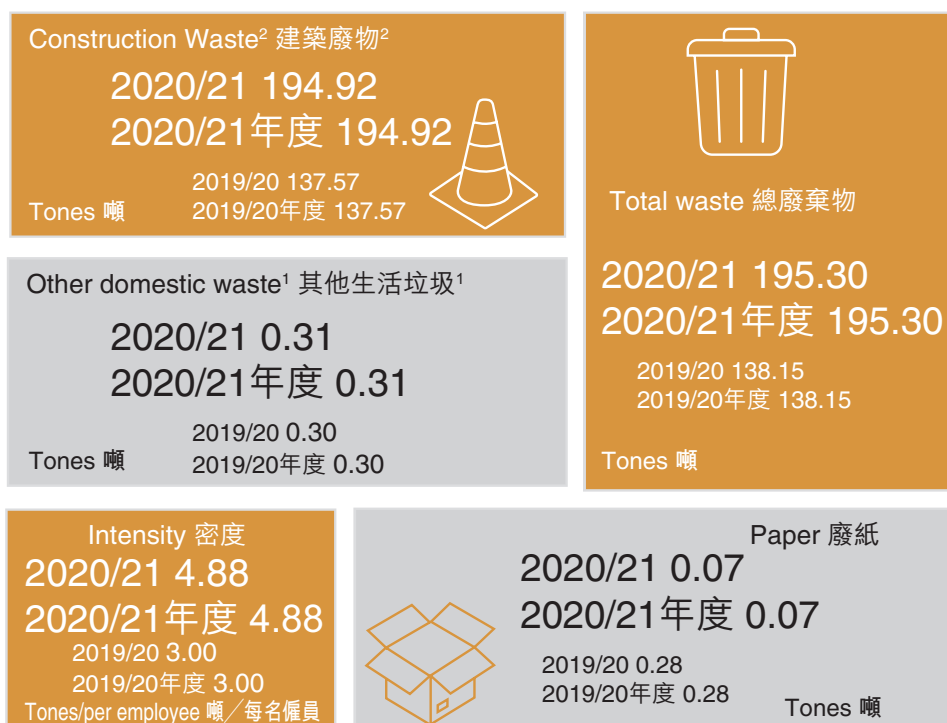 Construction Waste² 建築廢物²
2020/21 194.92
2020/21年度 194.92
2019/20 137.57
2019/20年度 137.57
Tones 噸
Total waste 總廢棄物
2020/21 195.30
2020/21年度 195.30
2019/20 138.15
2019/20年度 138.15
Tones 噸
Other domestic waste¹ 其他生活垃圾¹
2020/21 0.31
2020/21年度 0.31
2019/20 0.30
2019/20年度 0.30
Tones 噸
Intensity 密度
2020/21 4.88
2020/21年度 4.88
2019/20 3.00
2019/20年度 3.00
Tones/per employee 噸／每名僱員
Paper 廢紙
2020/21 0.07
2020/21年度 0.07
2019/20 0.28
2019/20年度 0.28
Tones 噸